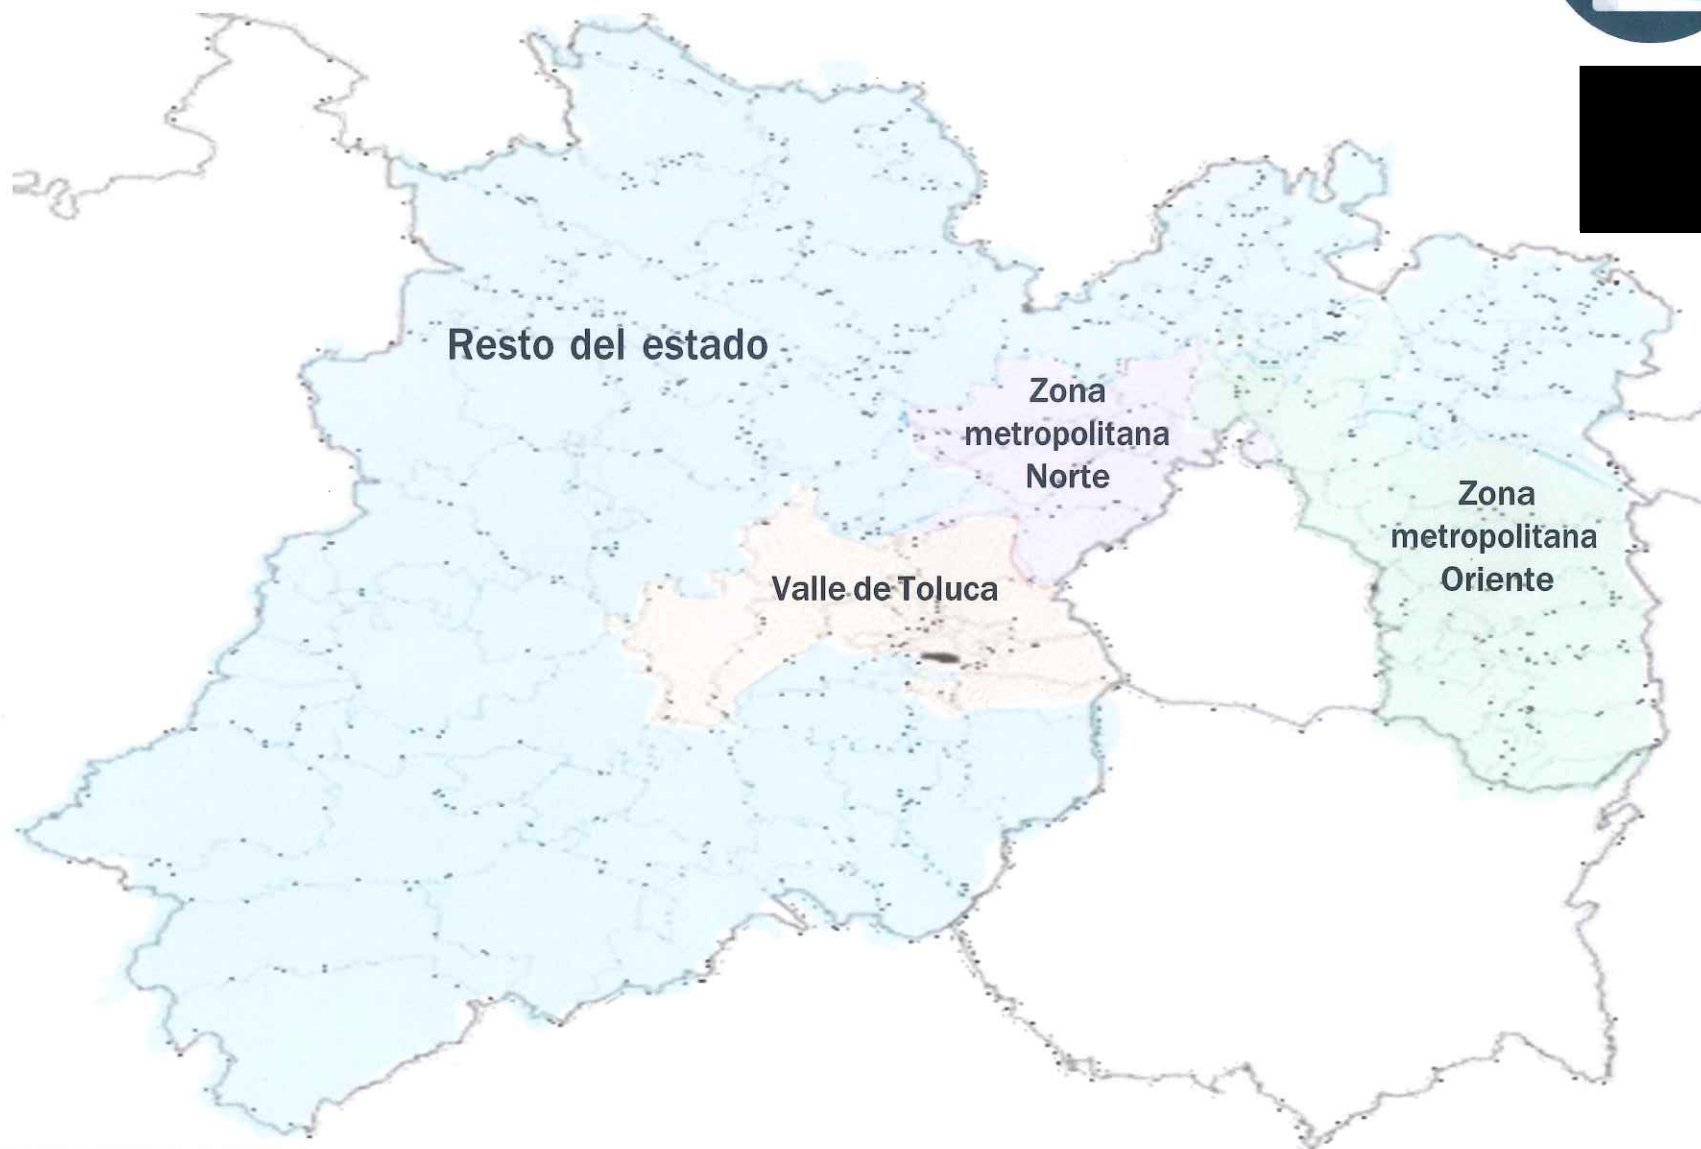 Resto del estado
Zona
metropolitana
Norte
Zona
metropolitana
Oriente
Valle de Toluca